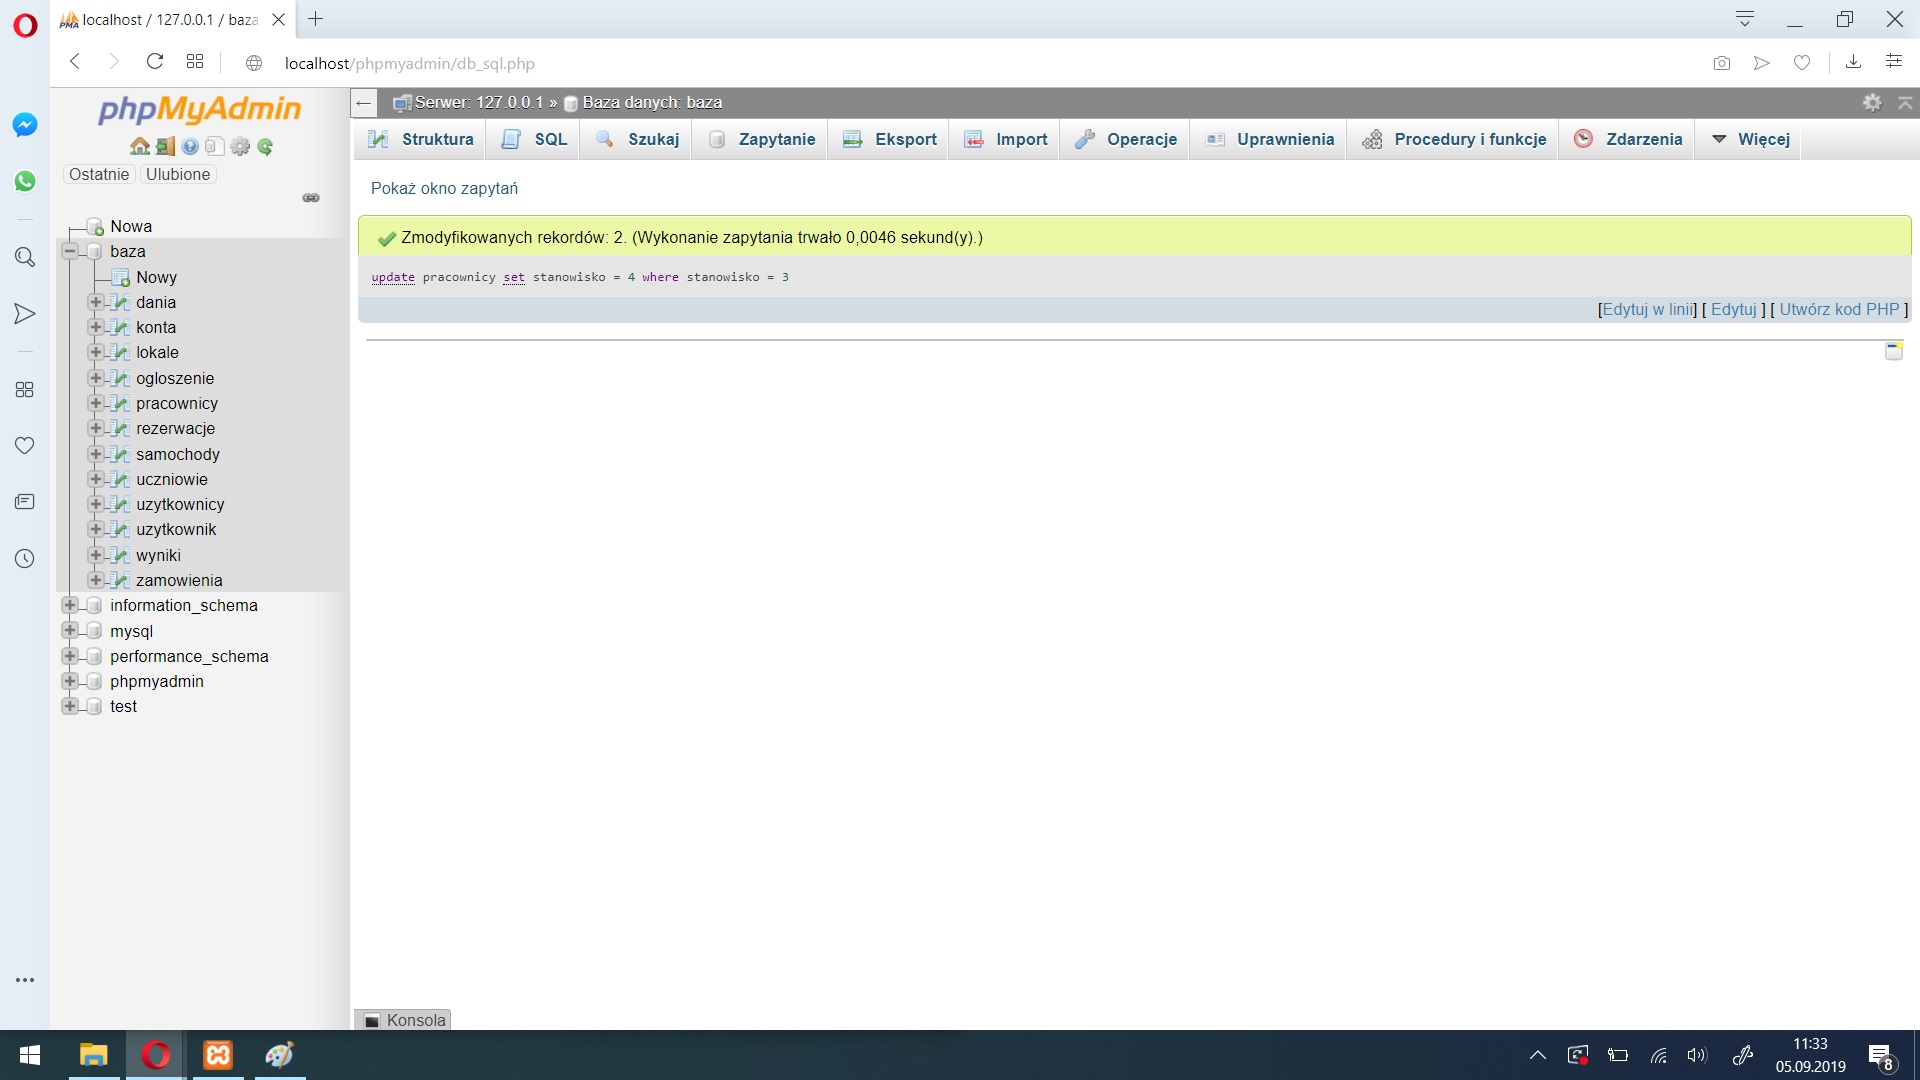 localhost / 127.0.0.1 / baza
localhost/phpmyadmin/db_sql.php
phpMyAdmin
Ostatnie Ulubione
Nowa
baza
Nowy
dania
konta
lokale
ogloszenie
pracownicy
rezerwacje
samochody
uczniowie
uzytkownicy
uzytkownik
wyniki
zamowienia
information_schema
mysql
performance_schema
phpmyadmin
test
Serwer: 127.0.0.1 » Baza danych: baza
Struktura SQL Szukaj Zapytanie Eksport Import Operacje Uprawnienia Procedury i funkcje Zdarzenia Więcej
Pokaż okno zapytań
Zmodyfikowanych rekordów: 2. (Wykonanie zapytania trwało 0,0046 sekund(y).)
update pracownicy set stanowisko = 4 where stanowisko = 3
[Edytuj w linii] [ Edytuj ] [ Utwórz kod PHP ]
Konsola
11:33
05.09.2019
8